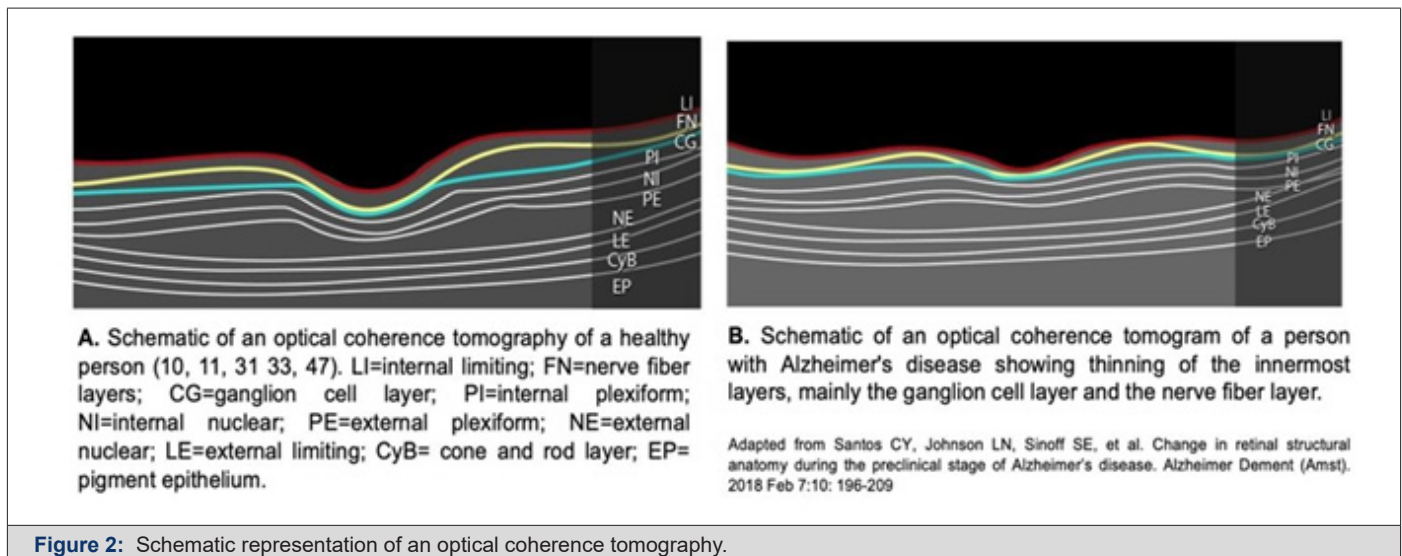 LI
FN
CG
PI
NI
PE
NE
LE
CyB
EP
LI
FN
CG
PI
NI
PE
NE
LE
CyB
EP
A. Schematic of an optical coherence tomography of a healthy
person (10, 11, 31 33, 47). LI=internal limiting; FN=nerve fiber
layers; CG=ganglion cell layer; PI=internal plexiform;
NI=internal nuclear; PE=external plexiform; NE=external
nuclear; LE=external limiting; CyB= cone and rod layer; EP=
pigment epithelium.
B. Schematic of an optical coherence tomogram of a person
with Alzheimer's disease showing thinning of the innermost
layers, mainly the ganglion cell layer and the nerve fiber layer.
Adapted from Santos CY, Johnson LN, Sinoff SE, et al. Change in retinal structural
anatomy during the preclinical stage of Alzheimer's disease. Alzheimer Dement (Amst).
2018 Feb 7:10: 196-209
Figure 2: Schematic representation of an optical coherence tomography.